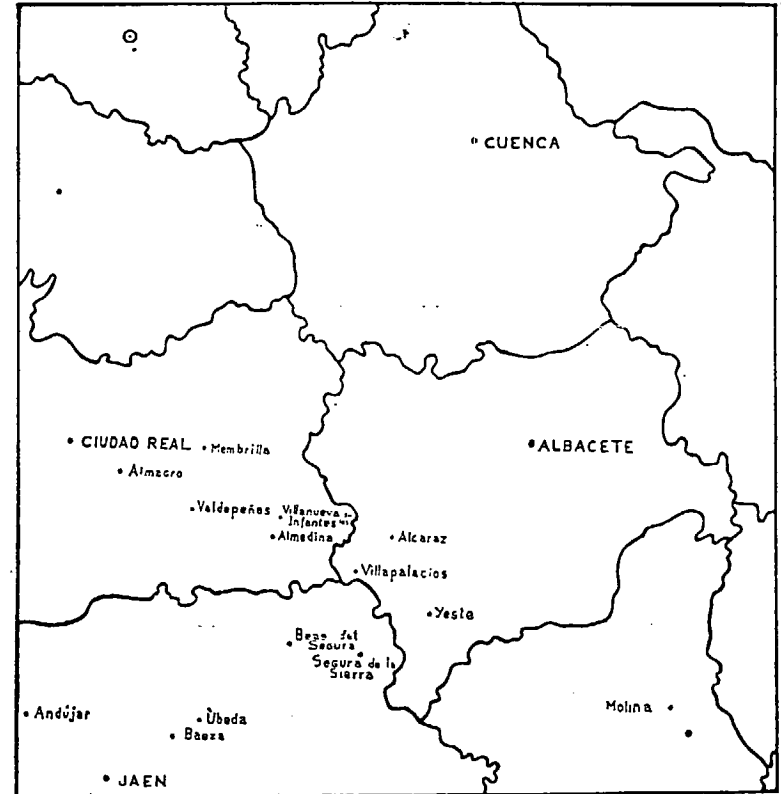 CUENCA
CIUDAD REAL
Membrilla
ALBACETE
Almagro
Valdepeñas
Villanueva
Infantes
Almedina
Alcaraz
Villapalacios
Yeste
Segura
Segura de la
Sierra
Andújar
Úbeda
Baeza
Molina
JAEN